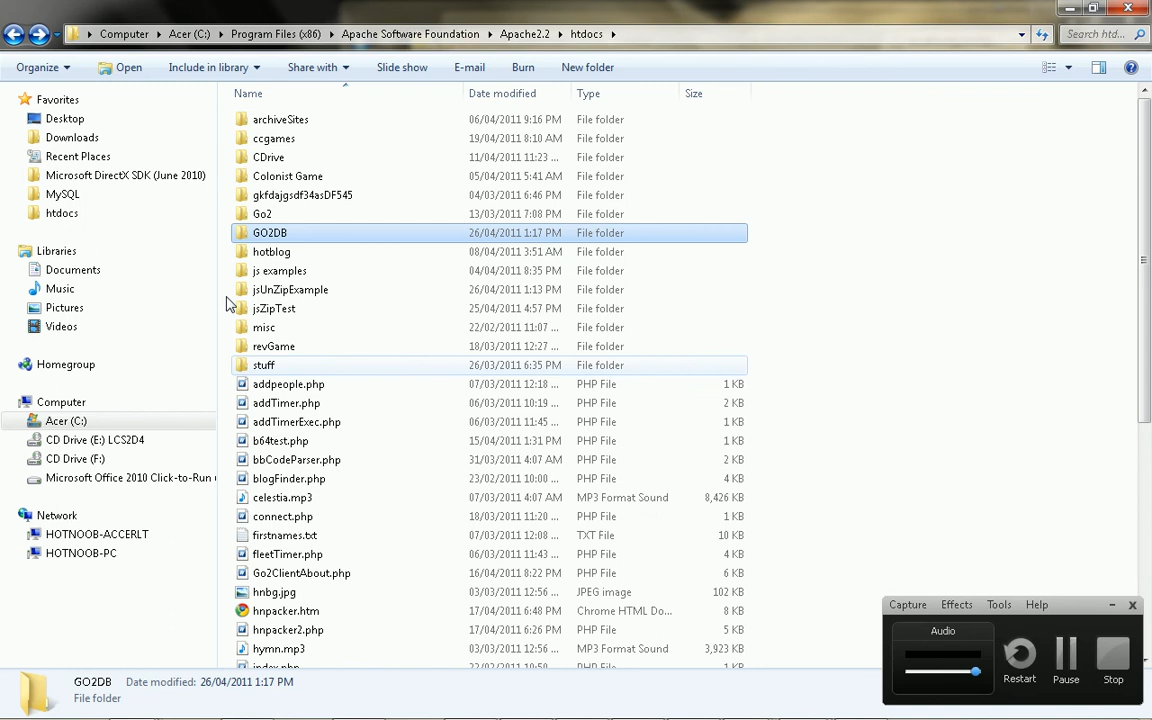 Computer Acer (C:) Program Files (x86) Apache Software Foundation Apache2.2 htdocs Search htd...
Organize Open Include in library Share with Slide show E-mail Burn New folder
Favorites
Desktop
Downloads
Recent Places
Microsoft DirectX SDK (June 2010)
MySQL
htdocs
Libraries
Documents
Music
Pictures
Videos
Homegroup
Computer
Acer (C:)
CD Drive (E:) LCS2D4
CD Drive (F:)
Microsoft Office 2010 Click-to-Run
Network
HOTNOOB-ACCERLT
HOTNOOB-PC
Name Date modified Type Size
archiveSites 06/04/2011 9:16 PM File folder
ccgames 19/04/2011 8:10 AM File folder
CDrive 11/04/2011 11:23 ... File folder
Colonist Game 05/04/2011 5:41 AM File folder
gkfdajgsdf34asDF545 04/03/2011 6:46 PM File folder
Go2 13/03/2011 7:08 PM File folder
GO2DB 26/04/2011 1:17 PM File folder
hotblog 08/04/2011 3:51 AM File folder
js examples 04/04/2011 8:35 PM File folder
jsUnZipExample 26/04/2011 1:13 PM File folder
jsZipTest 25/04/2011 4:57 PM File folder
misc 22/02/2011 11:07 ... File folder
revGame 18/03/2011 12:27 ... File folder
stuff 26/03/2011 6:35 PM File folder
addpeople.php 07/03/2011 12:18 ... PHP File 1 KB
addTimer.php 06/03/2011 10:19 ... PHP File 2 KB
addTimerExec.php 06/03/2011 11:45 ... PHP File 1 KB
b64test.php 15/04/2011 1:31 PM PHP File 1 KB
bbCodeParser.php 31/03/2011 4:07 AM PHP File 2 KB
blogFinder.php 23/02/2011 10:00 ... PHP File 4 KB
celestia.mp3 07/03/2011 4:07 AM MP3 Format Sound 8,426 KB
connect.php 18/03/2011 11:20 ... PHP File 1 KB
firstnames.txt 07/03/2011 12:08 ... TXT File 10 KB
fleetTimer.php 06/03/2011 11:43 ... PHP File 4 KB
Go2ClientAbout.php 16/04/2011 8:22 PM PHP File 6 KB
hnbg.jpg 03/03/2011 12:56 ... JPEG image 102 KB
hnpacker.htm 17/04/2011 6:48 PM Chrome HTML Do... 8 KB
hnpacker2.php 17/04/2011 6:26 PM PHP File 5 KB
hymn.mp3 03/03/2011 12:56 ... MP3 Format Sound 3,923 KB
index.php 22/02/2011 10:50 ... PHP File
Capture Effects Tools Help
Audio
Restart Pause Stop
GO2DB Date modified: 26/04/2011 1:17 PM
File folder